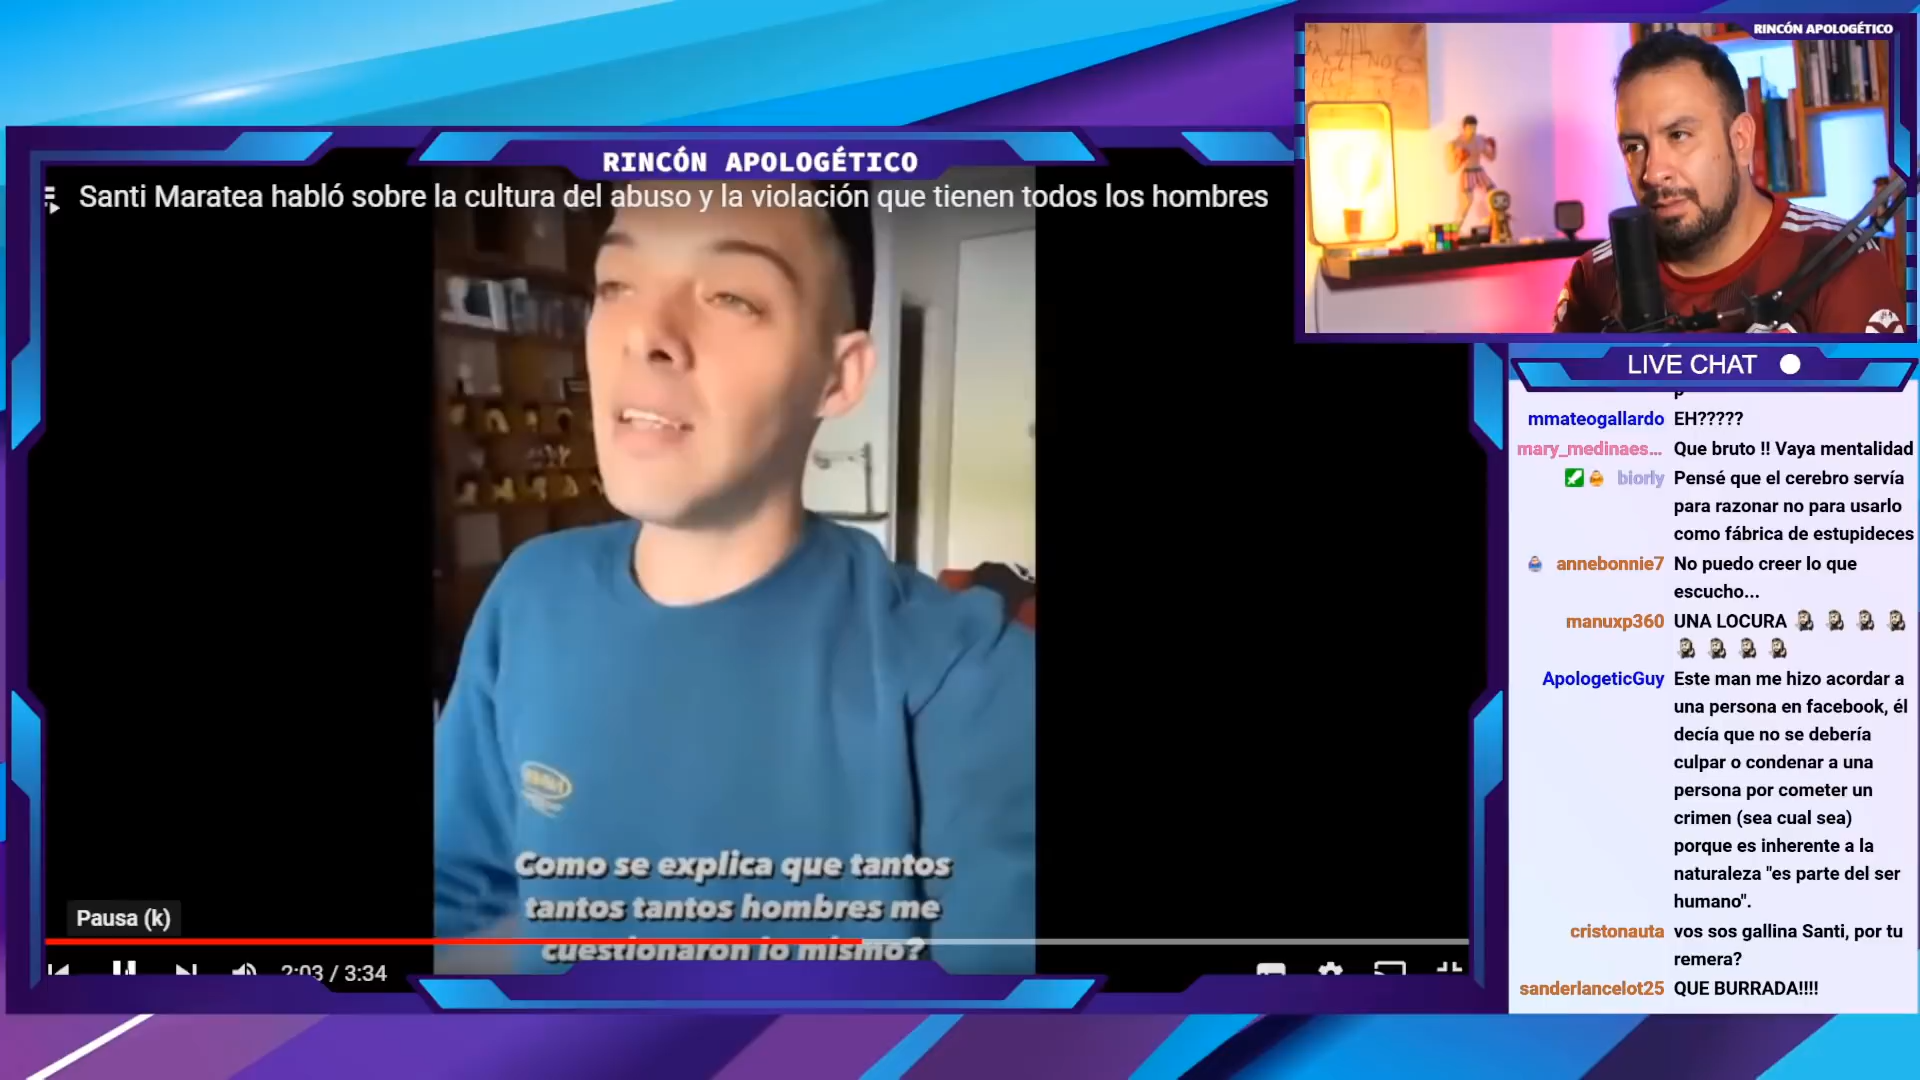 RINCÓN APOLOGÉTICO
RINCÓN APOLOGÉTICO
Santi Maratea habló sobre la cultura del abuso y la violación que tienen todos los hombres
Como se explica que tantos
tantos tantos hombres me
cuestionaron lo mismo?
Pausa (k)
2:03 / 3:34
LIVE CHAT
mmateogallardo EH?????
mary_medinaes... Que bruto !! Vaya mentalidad
biorly Pensé que el cerebro servía
para razonar no para usarlo
como fábrica de estupideces
annebonnie7 No puedo creer lo que
escucho...
manuxp360 UNA LOCURA
ApologeticGuy Este man me hizo acordar a
una persona en facebook, él
decía que no se debería
culpar o condenar a una
persona por cometer un
crimen (sea cual sea)
porque es inherente a la
naturaleza "es parte del ser
humano".
cristonauta vos sos gallina Santi, por tu
remera?
sanderlancelot25 QUE BURRADA!!!!